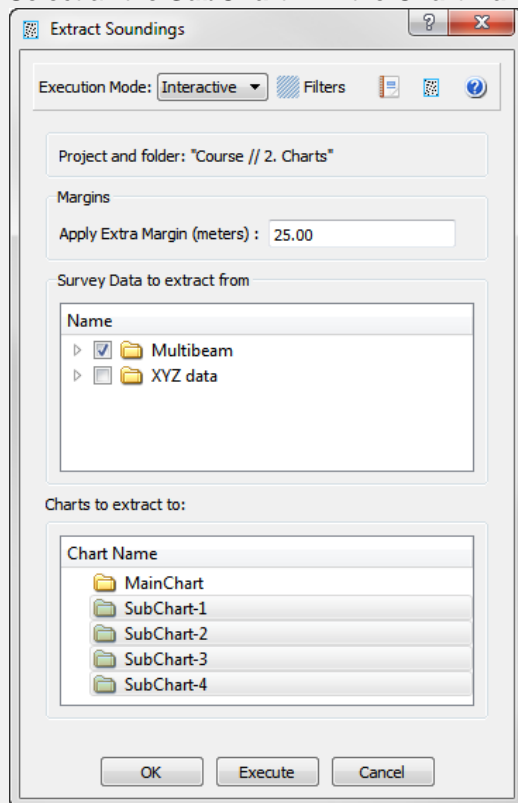 Extract Soundings
Execution Mode: Interactive Filters
Project and folder: "Course // 2. Charts"
Margins
Apply Extra Margin (meters) : 25.00
Survey Data to extract from
Name
Multibeam
XYZ data
Charts to extract to:
Chart Name
MainChart
SubChart-1
SubChart-2
SubChart-3
SubChart-4
OK Execute Cancel